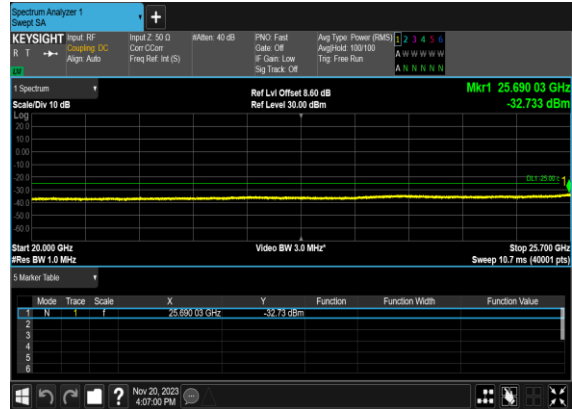 Spectrum Analyzer 1
Swept SA
+
KEYSIGHT Input: RF Input Z: 50 Ω #Atten: 40 dB PNO: Fast Avg Type: Power (RMS) 1 2 3 4 5 6
R T Coupling: DC Corr CCorr Gate: Off Avg|Hold: 100/100 A W W W W W
Align: Auto Freq Ref: Int (S) IF Gain: Low Trig: Free Run
Sig Track: Off A N N N N N
1 Spectrum
Ref Lvl Offset 8.60 dB Mkr1 25.690 03 GHz
Scale/Div 10 dB Ref Level 30.00 dBm -32.733 dBm
Log
20.0
10.0
0.00
-10.0
-20.0
DL1 -25.00
1
-30.0
-40.0
-50.0
-60.0
Start 20.000 GHz Video BW 3.0 MHz* Stop 25.700 GHz
#Res BW 1.0 MHz Sweep 10.7 ms (40001 pts)
5 Marker Table
Mode Trace Scale X Y Function Function Width Function Value
1 N 1 f 25.690 03 GHz -32.73 dBm
2
3
4
5
6
? Nov 20, 2023
4:07:00 PM